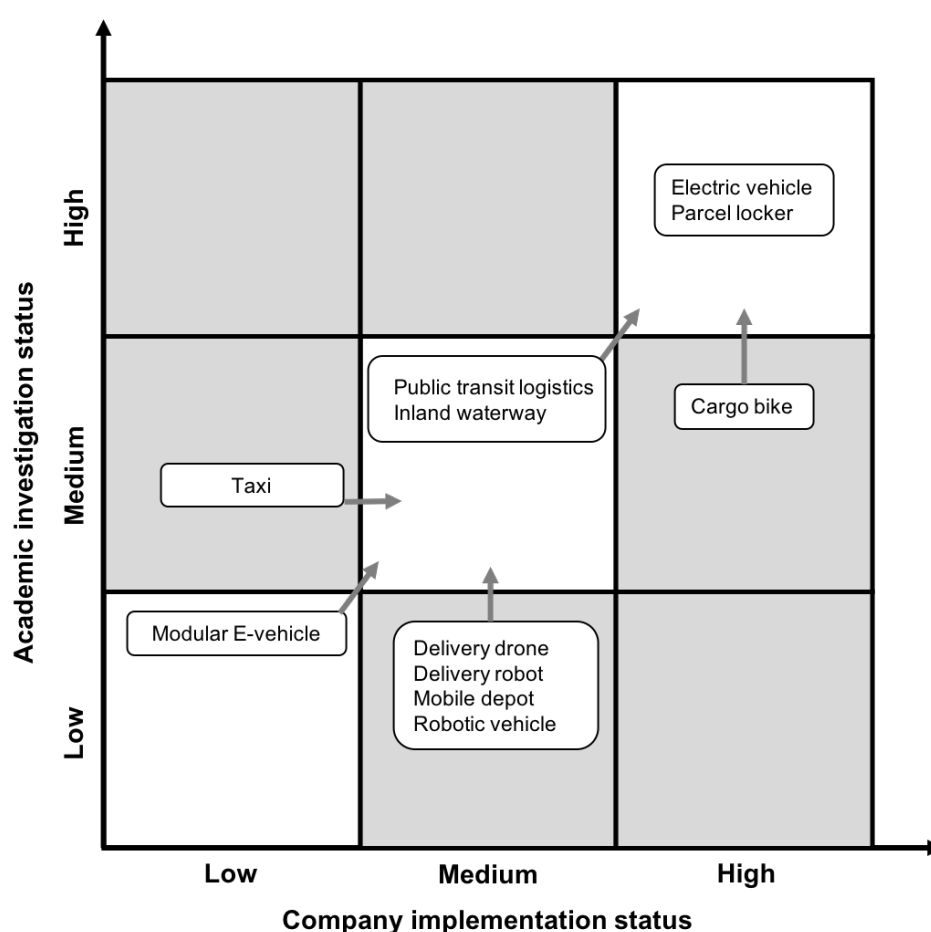 Academic investigation status
High
Medium
Low
Electric vehicle
Parcel locker
Public transit logistics
Inland waterway
Cargo bike
Taxi
Modular E-vehicle
Delivery drone
Delivery robot
Mobile depot
Robotic vehicle
Low
Medium
High
Company implementation status